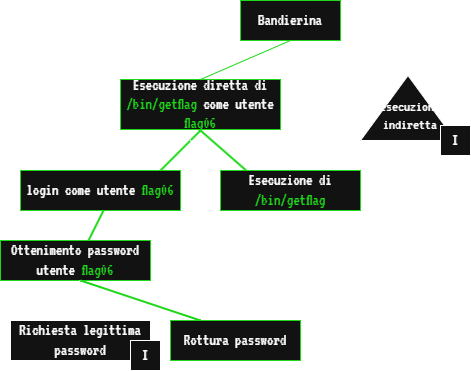 Bandierina
Esecuzione diretta di
/bin/getflag come utente
flag06
Esecuzione
indiretta
I
login come utente flag06
Esecuzione di
/bin/getflag
Ottenimento password
utente flag06
Richiesta legittima
password
I
Rottura password